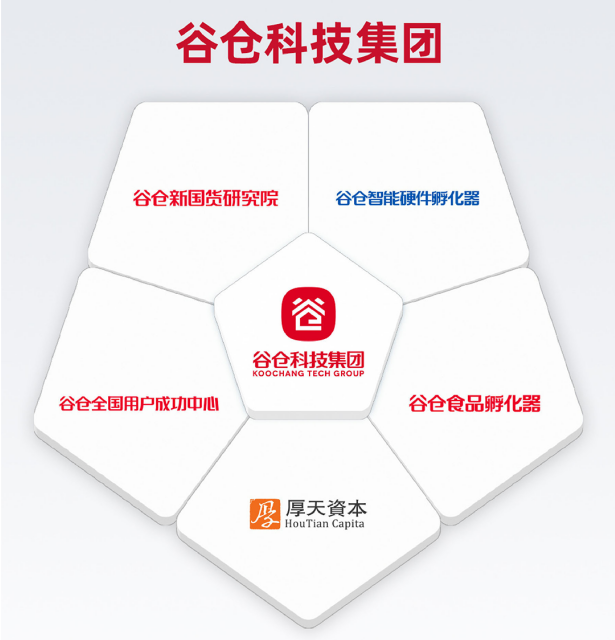 谷仓科技集团
谷仓新国货研究院
谷仓智能硬件孵化器
谷
谷仓科技集团
KOOCHANG TECH GROUP
谷仓全国用户成功中心
谷仓食品孵化器
厚
厚天資本
HouTian Capita